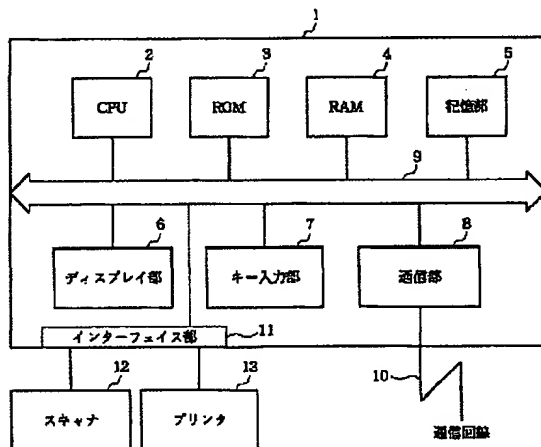 1
2 3 4 5
CPU ROM RAM 記憶部
9
6 7 8
ディスプレイ部 キー入力部 通信部
インターフェイス部 11
12 13 10
スキャナ プリンタ
通信回線